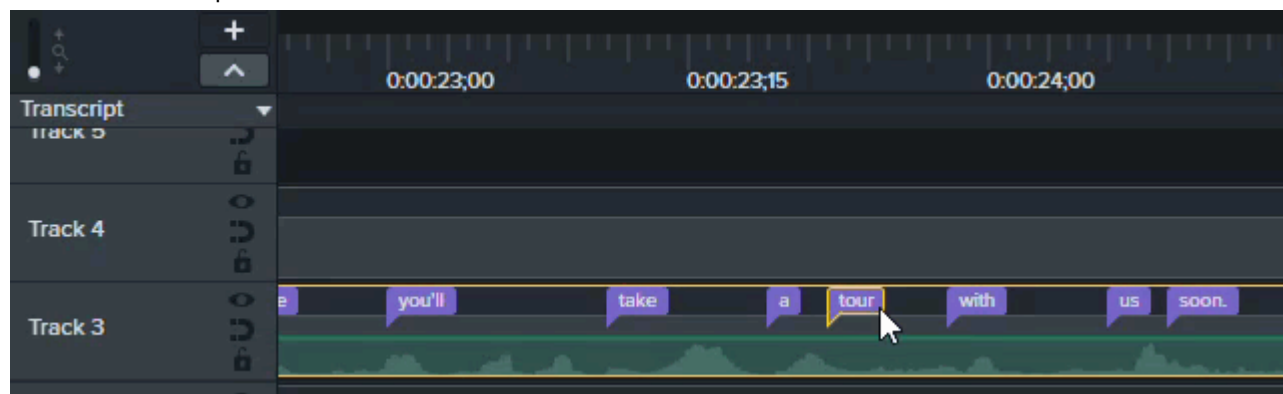 0:00:23;00 0:00:23;15 0:00:24;00
Transcript
Track 5
Track 4
e you'll take a tour with us soon.
Track 3